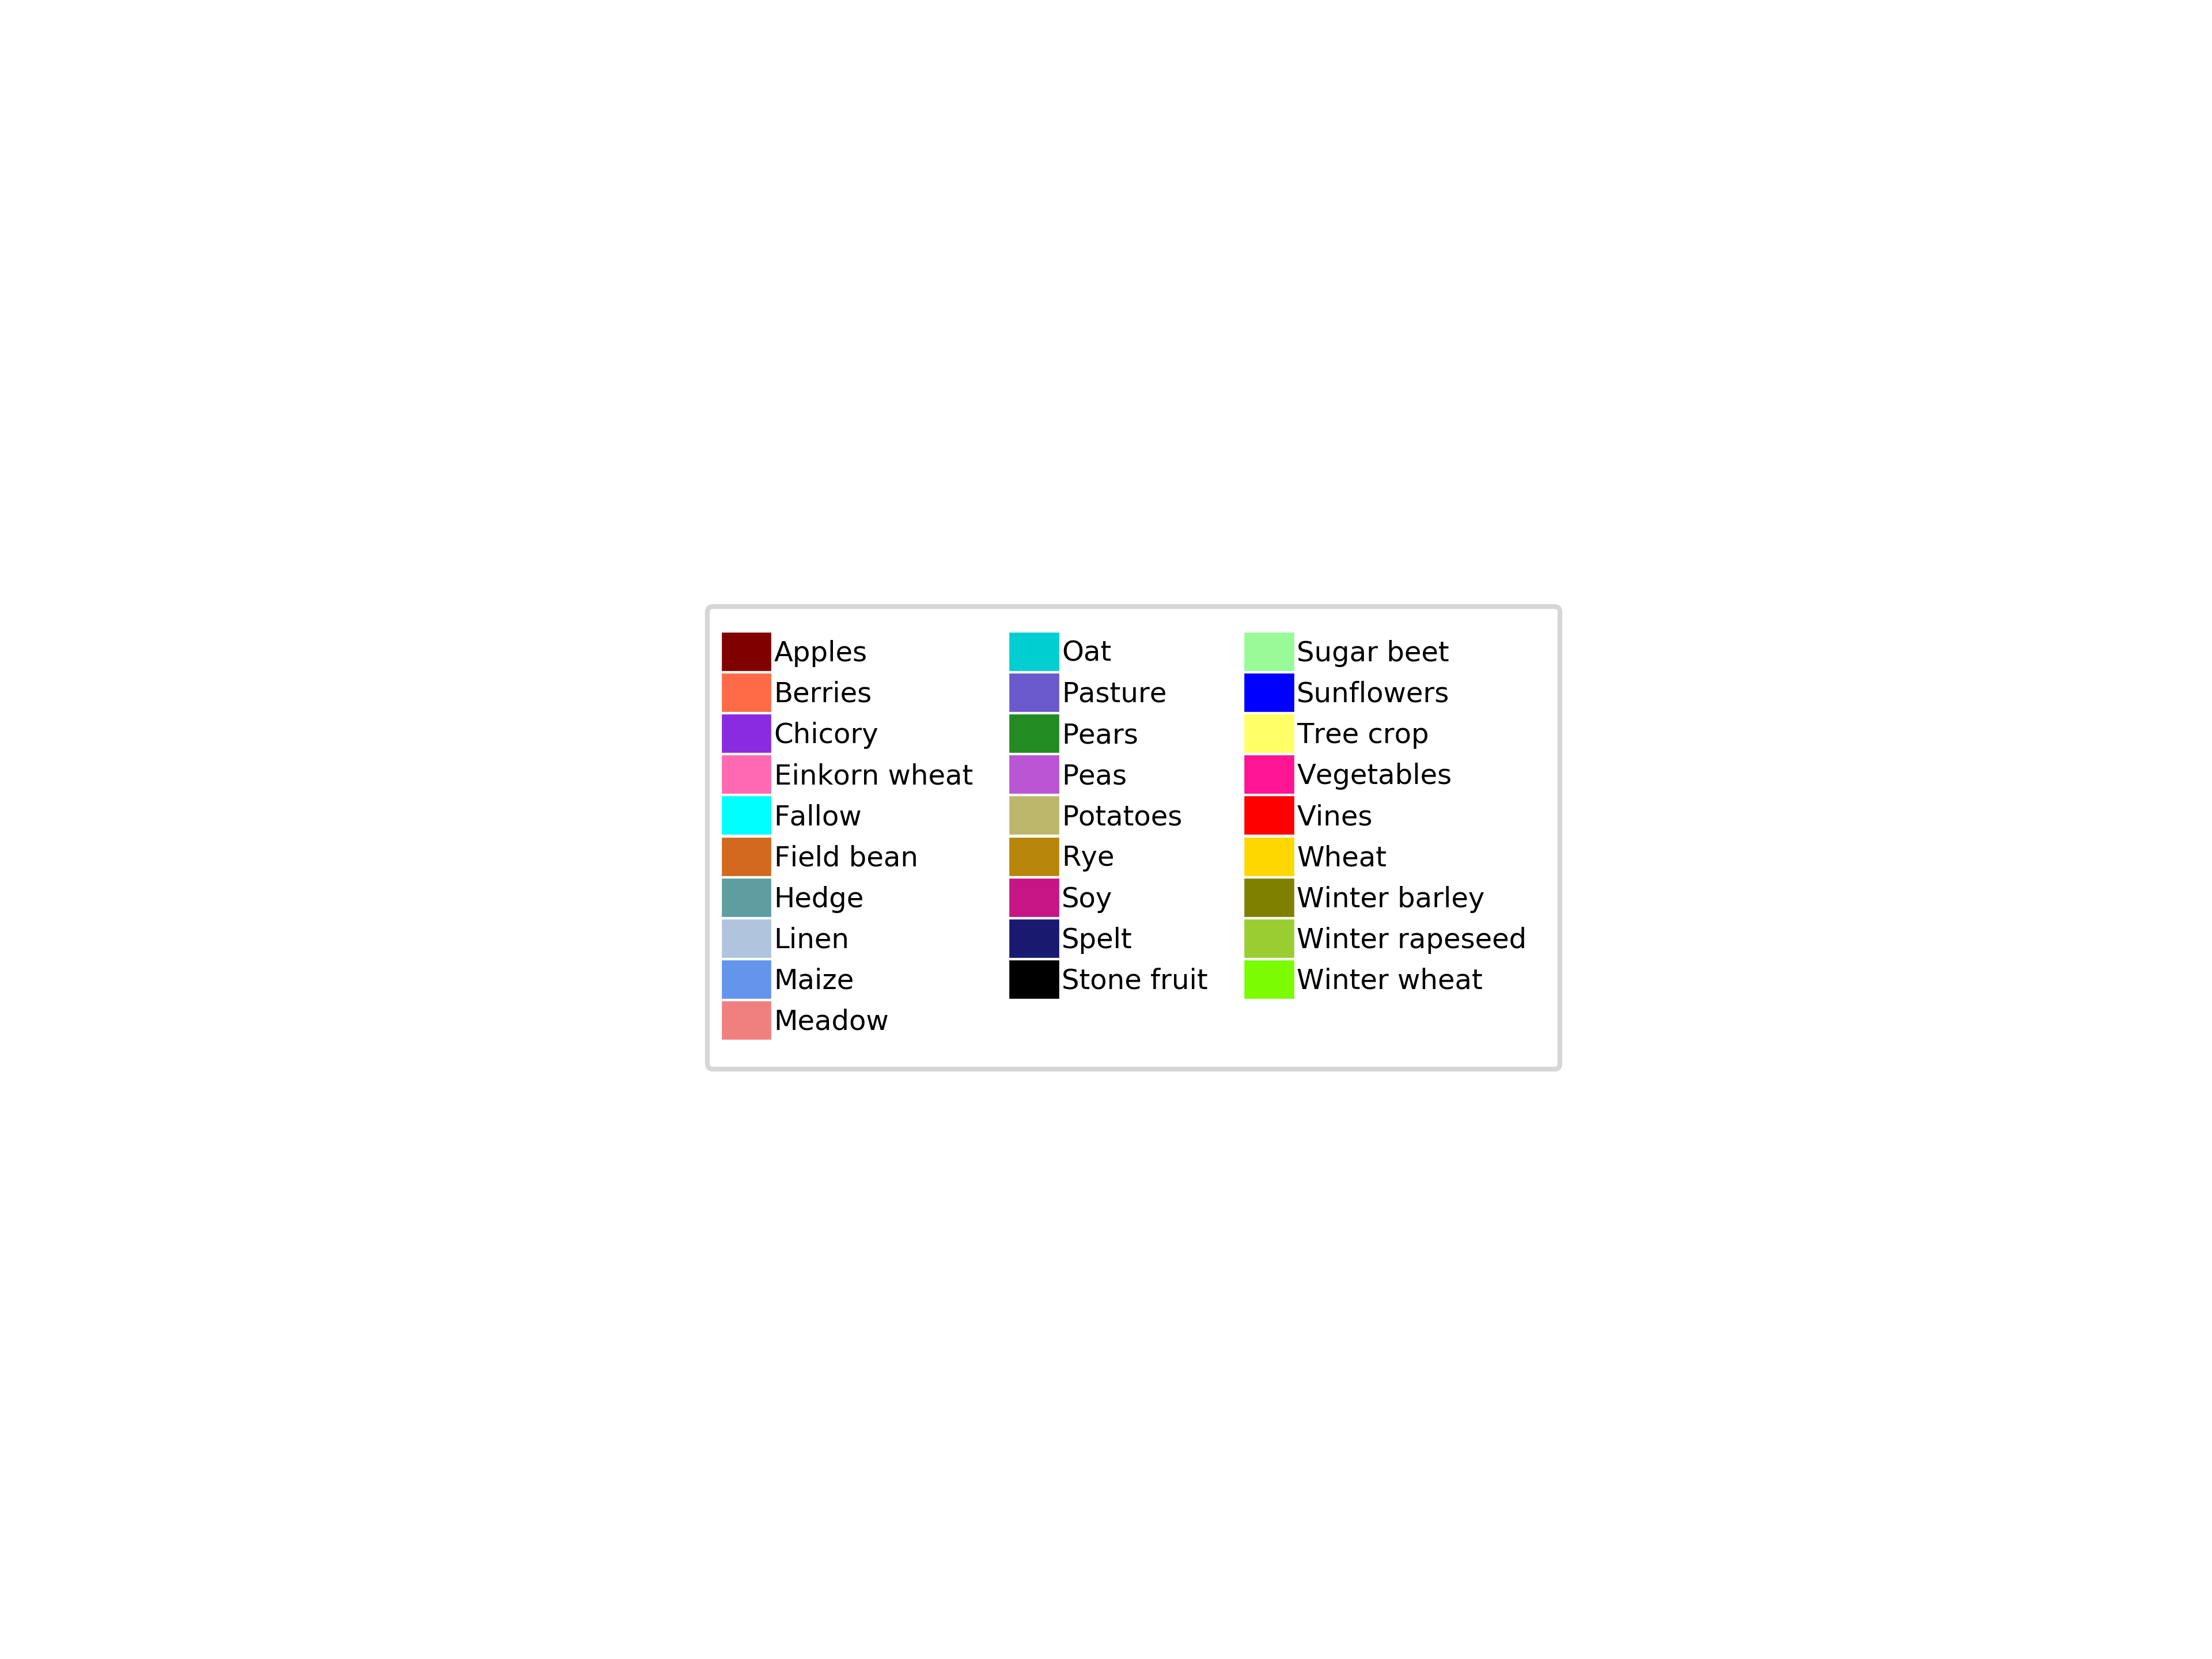 Apples
Berries
Chicory
Einkorn wheat
Fallow
Field bean
Hedge
Linen
Maize
Meadow
Oat
Pasture
Pears
Peas
Potatoes
Rye
Soy
Spelt
Stone fruit
Sugar beet
Sunflowers
Tree crop
Vegetables
Vines
Wheat
Winter barley
Winter rapeseed
Winter wheat